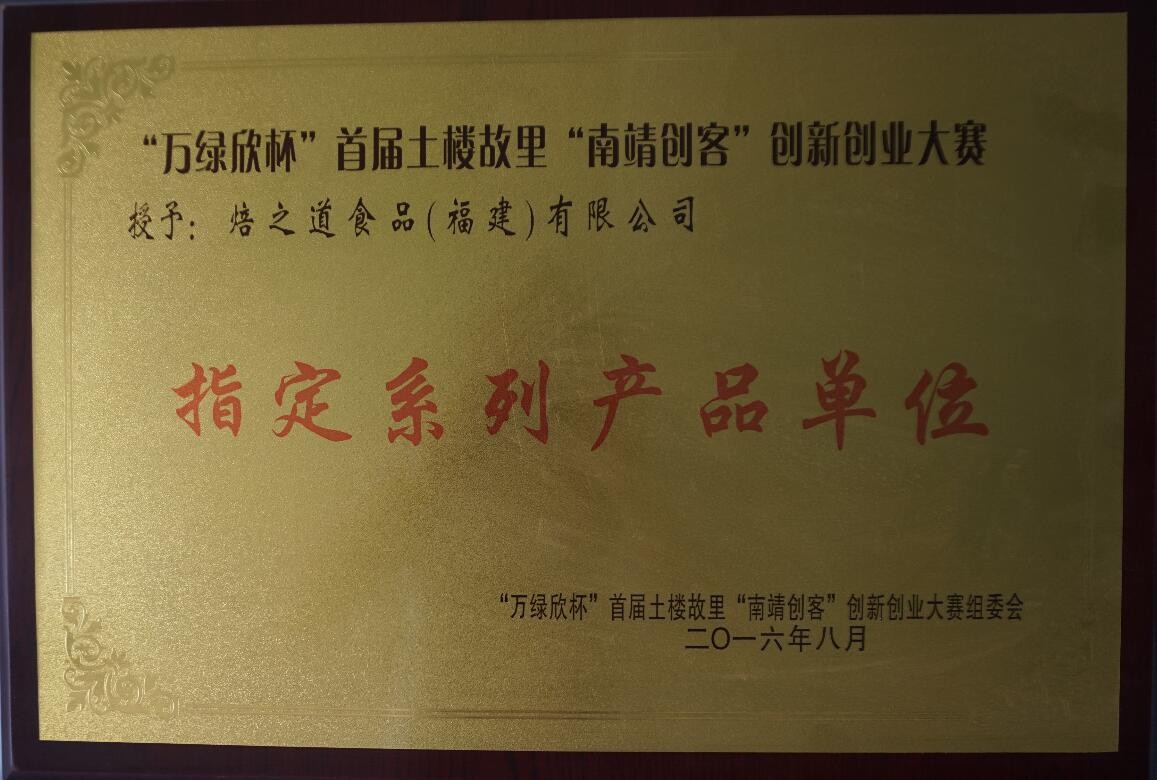 “万绿欣杯”首届土楼故里“南靖创客”创新创业大赛
授予：焙之道食品(福建)有限公司
指定系列产品单位
“万绿欣杯”首届土楼故里“南靖创客”创新创业大赛组委会
二〇一六年八月